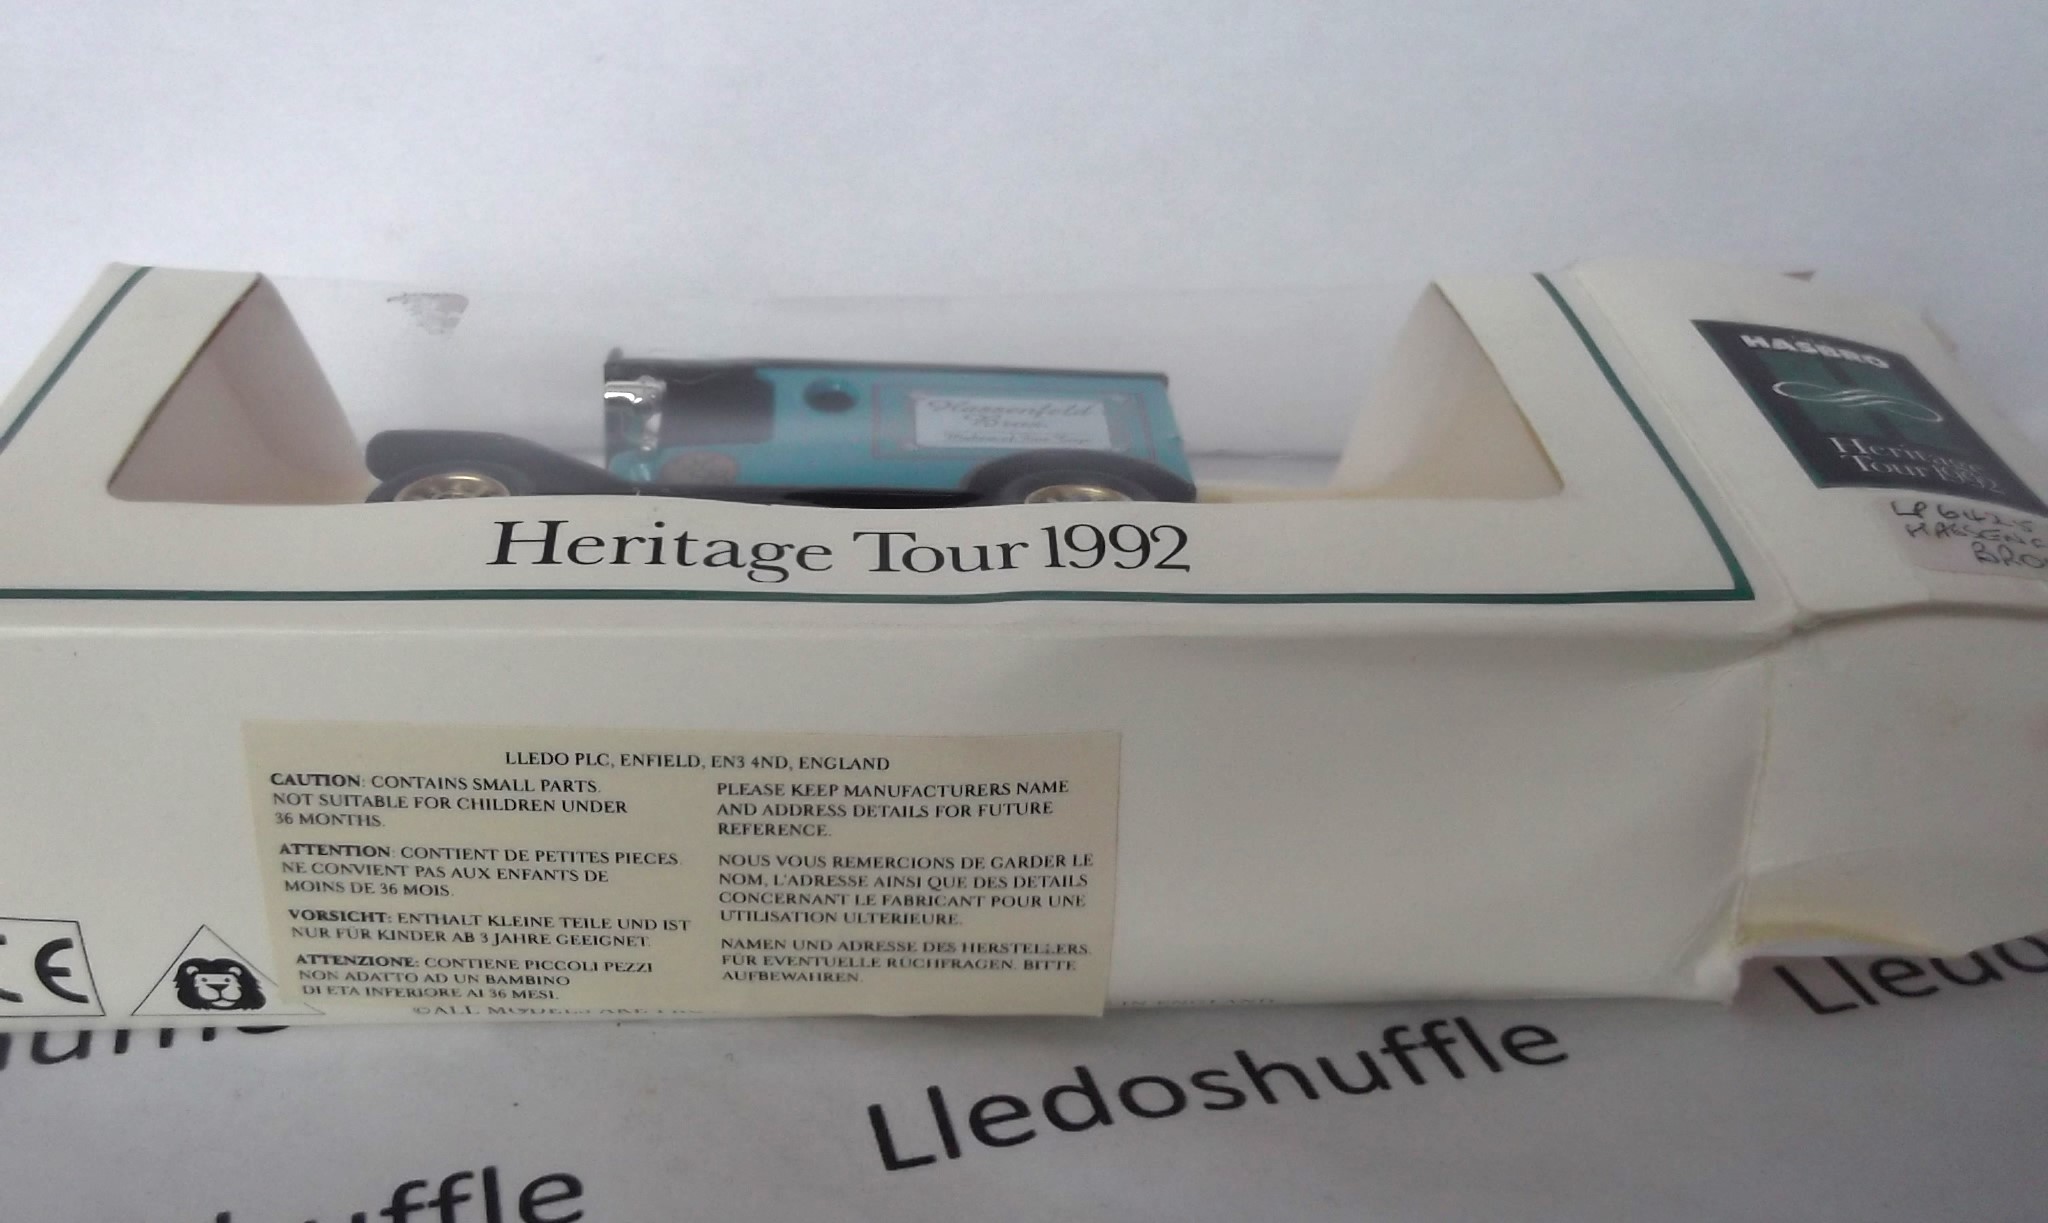 HASBRO
Heritage
Tour 1992
Hassenfeld
Bros.
Heritage Tour 1992
LLEDO PLC, ENFIELD, EN3 4ND, ENGLAND
CAUTION: CONTAINS SMALL PARTS.
NOT SUITABLE FOR CHILDREN UNDER
36 MONTHS.
ATTENTION: CONTIENT DE PETITES PIECES.
NE CONVIENT PAS AUX ENFANTS DE
MOINS DE 36 MOIS.
VORSICHT: ENTHALT KLEINE TEILE UND IST
NUR FÜR KINDER AB 3 JAHRE GEEIGNET
ATTENZIONE: CONTIENE PICCOLI PEZZI
NON ADATTO AD UN BAMBINO
DI ETA INFERIORE AI 36 MESI.
PLEASE KEEP MANUFACTURERS NAME
AND ADDRESS DETAILS FOR FUTURE
REFERENCE.
NOUS VOUS REMERCIONS DE GARDER LE
NOM, L'ADRESSE AINSI QUE DES DETAILS
CONCERNANT LE FABRICANT POUR UNE
UTILISATION ULTERIEURE.
NAMEN UND ADRESSE DES HERSTELLERS
FÜR EVENTUELLE RÜCHFRAGEN. BITTE
AUFBEWAHREN.
CE
©ALL
IN ENGLAND
Lledoshuffle